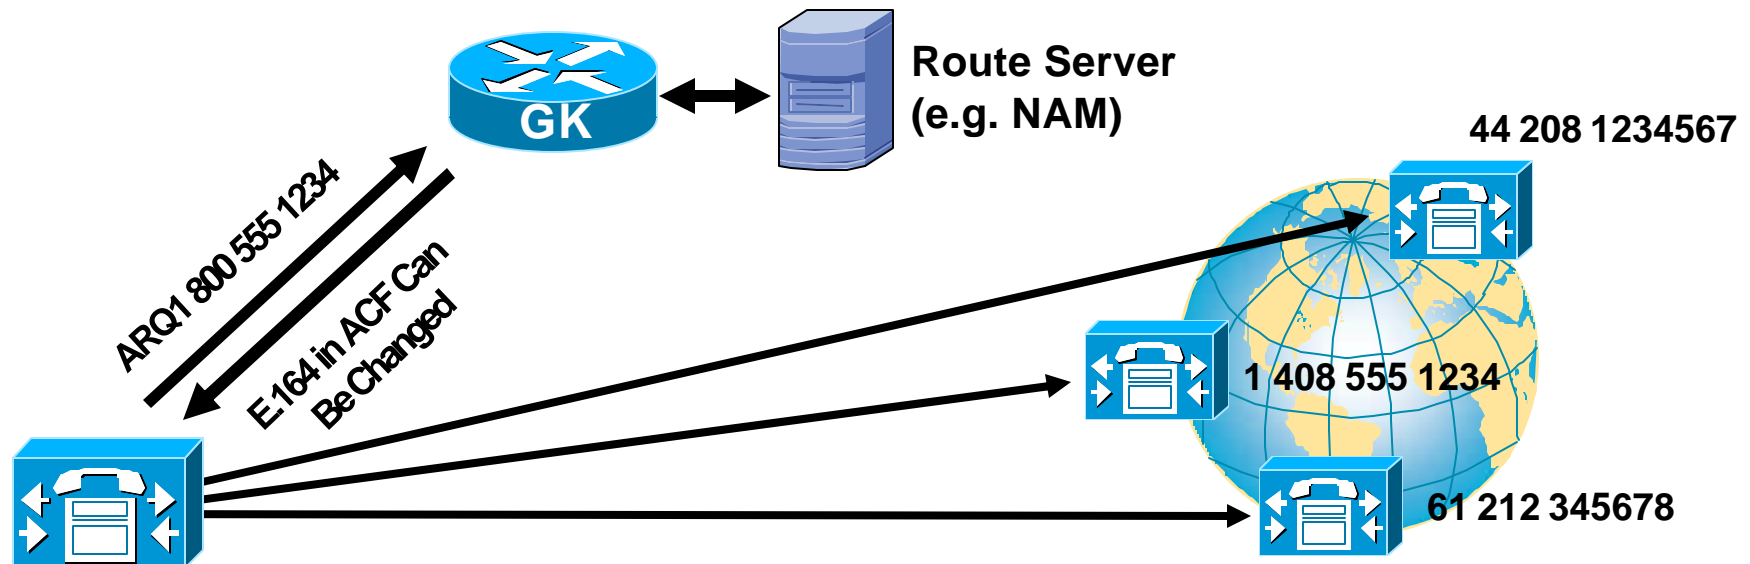 Route Server
(e.g. NAM)
GK
44 208 1234567
ARQ1 800 555 1234
E.164 in ACF Can
Be Changed
1 408 555 1234
61 212 345678